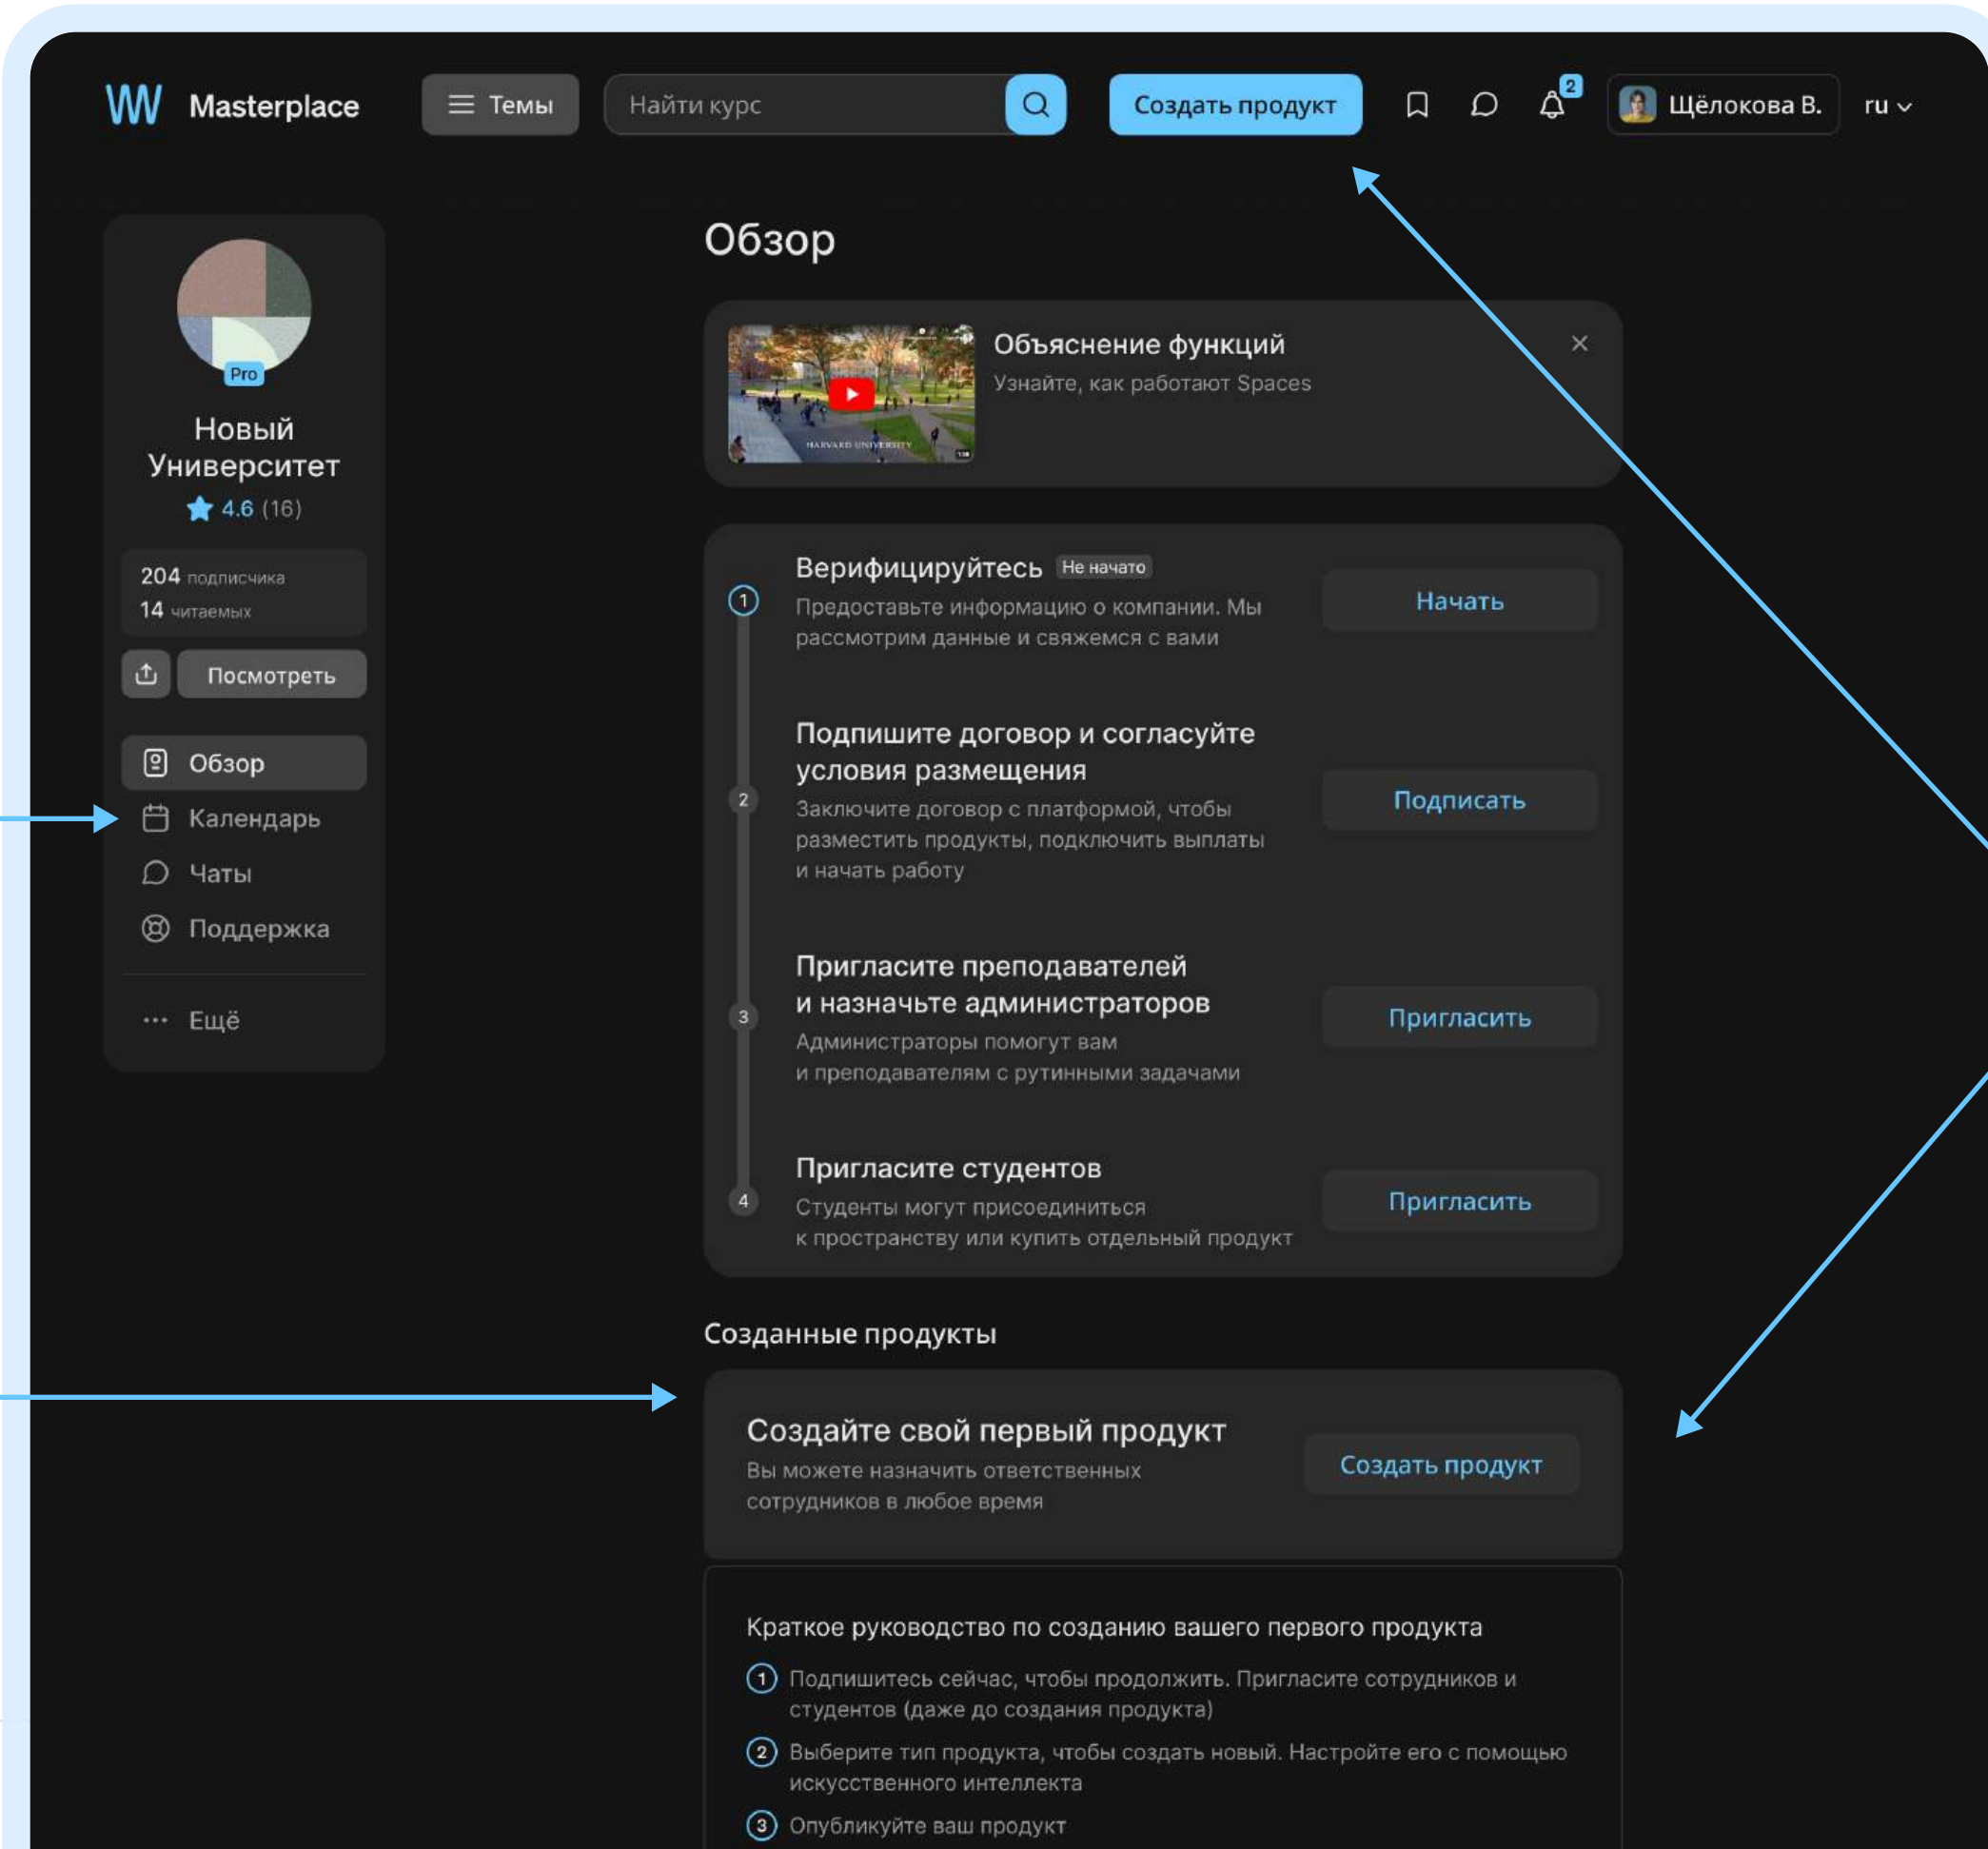 Masterplace
Темы
Найти курс
Создать продукт
2
Щёлокова В.
ru
Pro
Новый
Университет
4.6 (16)
204 подписчика
14 читаемых
Посмотреть
Обзор
Календарь
Чаты
Поддержка
Ещё
Обзор
HARVARD UNIVERSITY
Объяснение функций
Узнайте, как работают Spaces
1
Верифицируйтесь Не начато
Предоставьте информацию о компании. Мы
рассмотрим данные и свяжемся с вами
Начать
2
Подпишите договор и согласуйте
условия размещения
Заключите договор с платформой, чтобы
разместить продукты, подключить выплаты
и начать работу
Подписать
3
Пригласите преподавателей
и назначьте администраторов
Администраторы помогут вам
и преподавателям с рутинными задачами
Пригласить
4
Пригласите студентов
Студенты могут присоединиться
к пространству или купить отдельный продукт
Пригласить
Созданные продукты
Создайте свой первый продукт
Вы можете назначить ответственных
сотрудников в любое время
Создать продукт
Краткое руководство по созданию вашего первого продукта
1 Подпишитесь сейчас, чтобы продолжить. Пригласите сотрудников и
студентов (даже до создания продукта)
2 Выберите тип продукта, чтобы создать новый. Настройте его с помощью
искусственного интеллекта
3 Опубликуйте ваш продукт